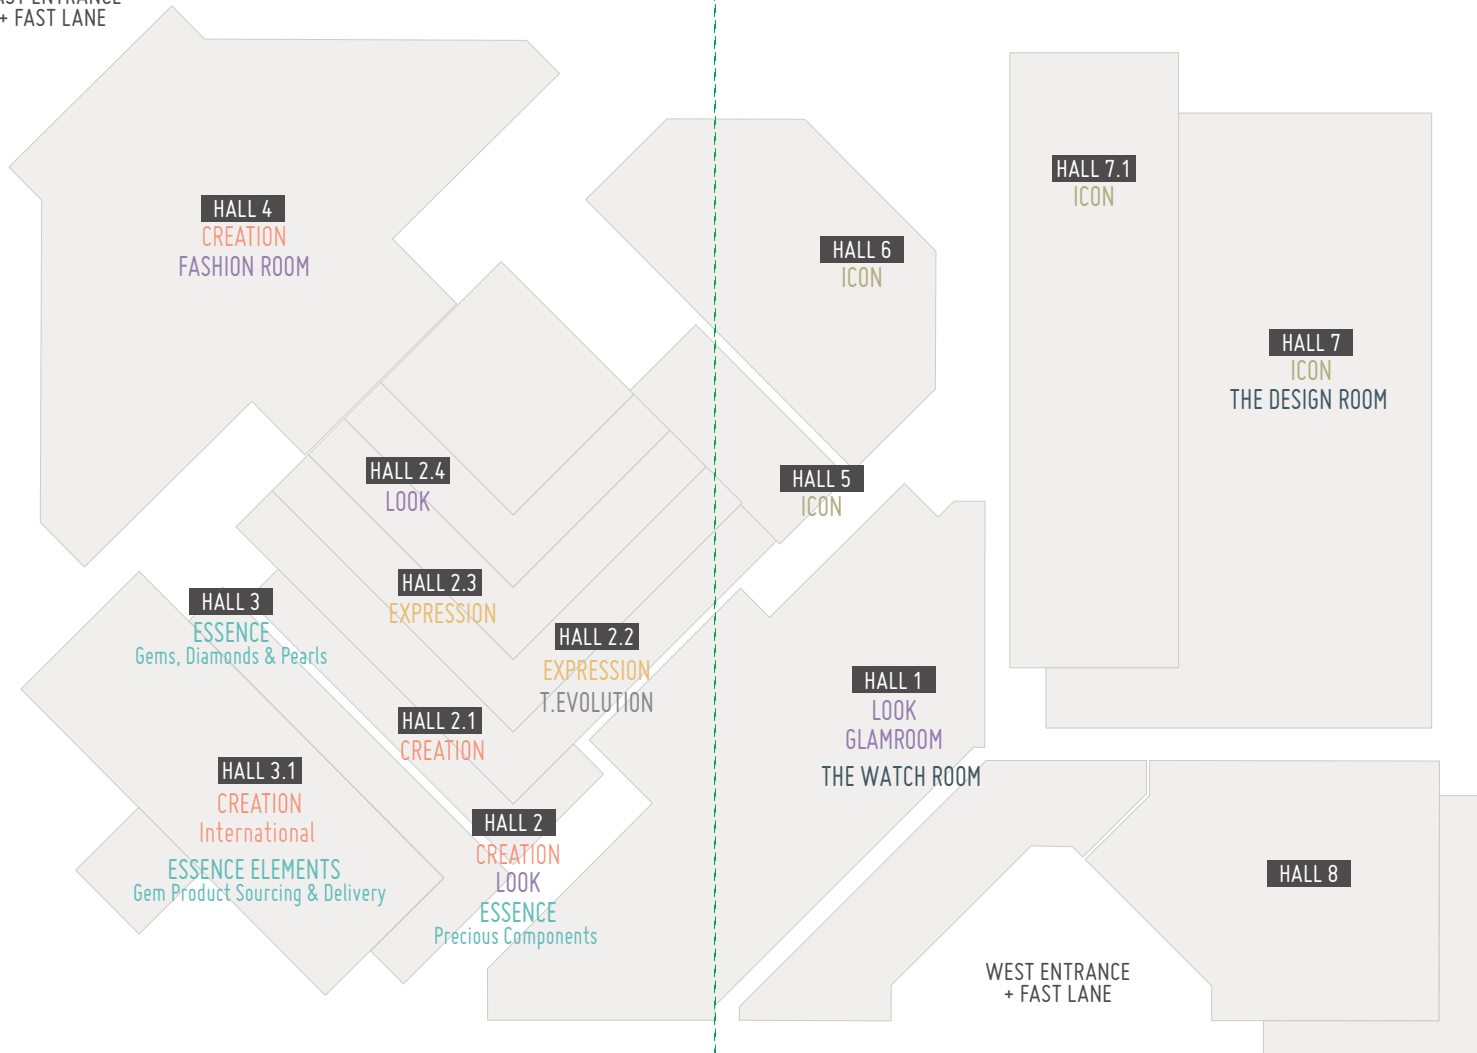 + FAST LANE
HALL 4
CREATION
FASHION ROOM
HALL 7.1
ICON
HALL 6
ICON
HALL 7
ICON
THE DESIGN ROOM
HALL 2.4
LOOK
HALL 5
ICON
HALL 2.3
EXPRESSION
HALL 3
ESSENCE
Gems, Diamonds & Pearls
HALL 2.2
EXPRESSION
T.EVOLUTION
HALL 1
LOOK
GLAMROOM
THE WATCH ROOM
HALL 2.1
CREATION
HALL 3.1
CREATION
International
ESSENCE ELEMENTS
Gem Product Sourcing & Delivery
HALL 2
CREATION
LOOK
ESSENCE
Precious Components
HALL 8
WEST ENTRANCE
+ FAST LANE